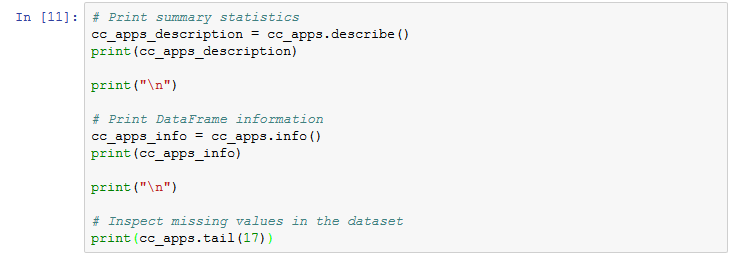 In [11]: # Print summary statistics
cc_apps_description = cc_apps.describe()
print(cc_apps_description)
print("\n")
# Print DataFrame information
cc_apps_info = cc_apps.info()
print(cc_apps_info)
print("\n")
# Inspect missing values in the dataset
print(cc_apps.tail(17))